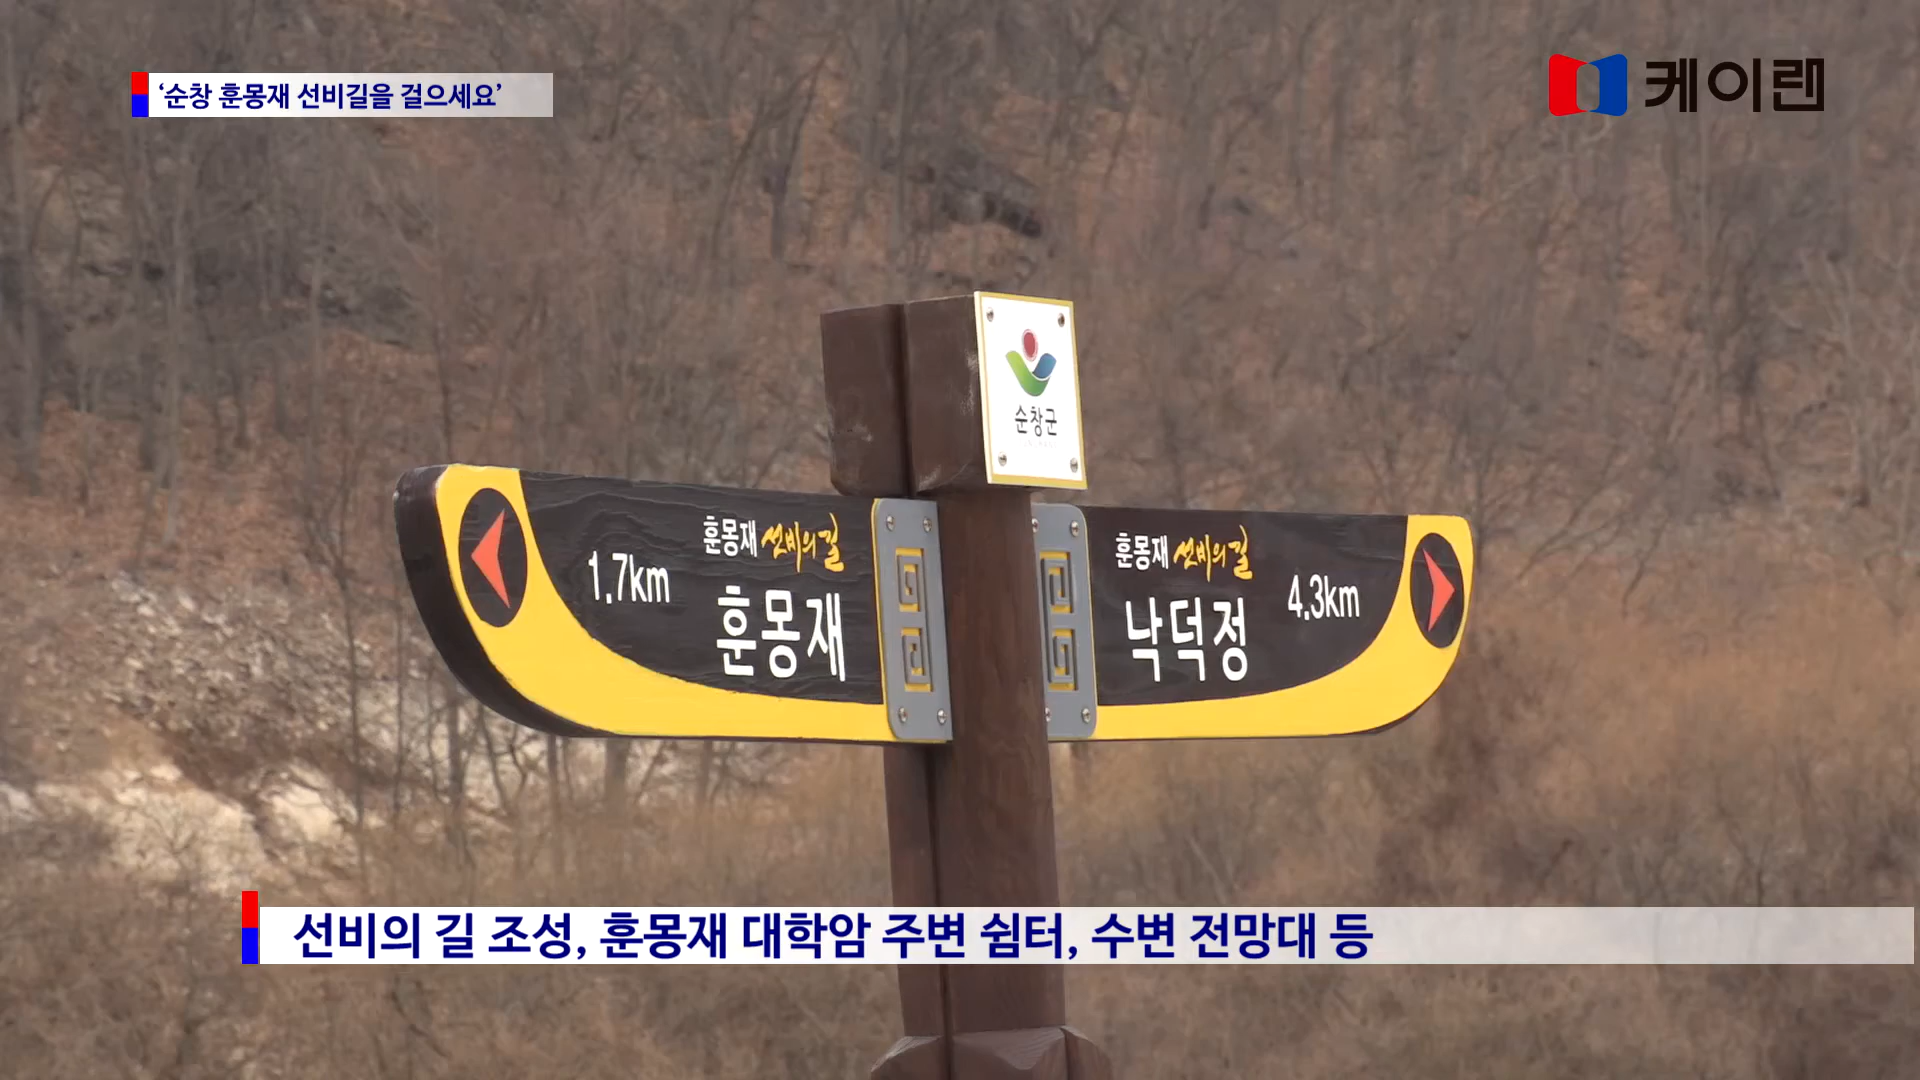 ‘순창 훈몽재 선비길을 걸으세요’
케이랜
순창군
훈몽재 선비의 길
1.7km
훈몽재
훈몽재 선비의 길
낙덕정
4.3km
선비의 길 조성, 훈몽재 대학암 주변 쉼터, 수변 전망대 등